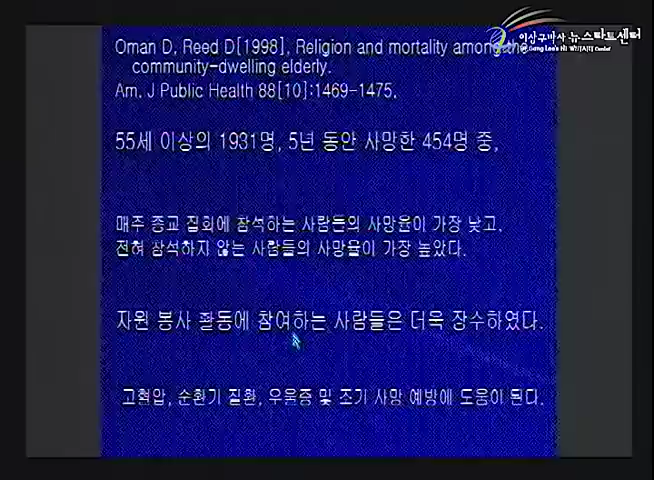 Oman D, Reed D[1998], Religion and mortality among the
community-dwelling elderly.
Am, J Public Health 88[10]:1469-1475,
55세 이상의 1931명, 5년 동안 사망한 454명 중,
매주 종교 집회에 참석하는 사람들의 사망율이 가장 낮고,
전혀 참석하지 않는 사람들의 사망율이 가장 높았다.
자원 봉사 활동에 참여하는 사람들은 더욱 장수하였다.
고혈압, 순환기 질환, 우울증 및 조기 사망 예방에 도움이 된다.
이상구박사 뉴스타트센터